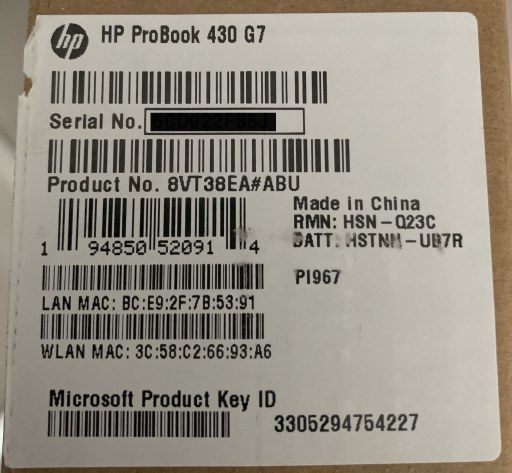 hp HP ProBook 430 G7
Serial No.
Product No. 8VT38EA#ABU
1 94850 52091 4
Made in China
RMN: HSN-Q23C
BATT: HSTNN-UB7R
LAN MAC: BC:E9:2F:7B:53:91
PI967
WLAN MAC: 3C:58:C2:66:93:A6
Microsoft Product Key ID
3305294754227